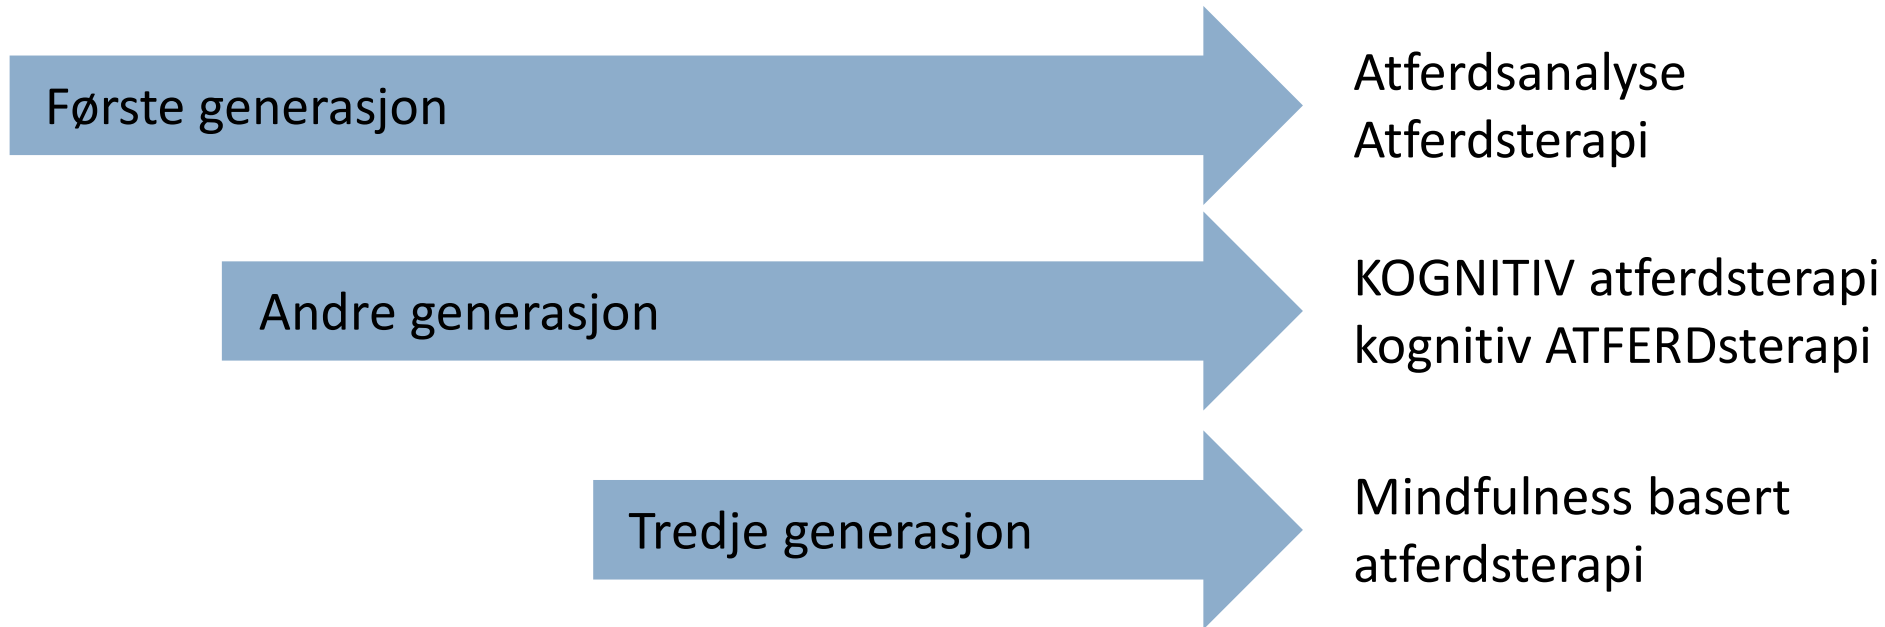 Første generasjon
Atferdsanalyse
Atferdsterapi
Andre generasjon
KOGNITIV atferdsterapi
kognitiv ATFERDsterapi
Tredje generasjon
Mindfulness basert
atferdsterapi